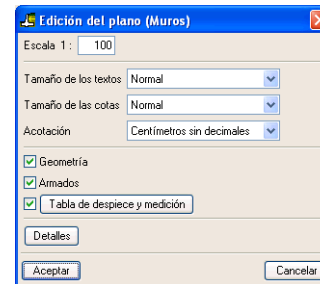 Edición del plano (Muros)
Escala 1: 100
Tamaño de los textos Normal
Tamaño de las cotas Normal
Acotación Centímetros sin decimales
Geometría
Armados
Tabla de despiece y medición
Detalles
Aceptar Cancelar